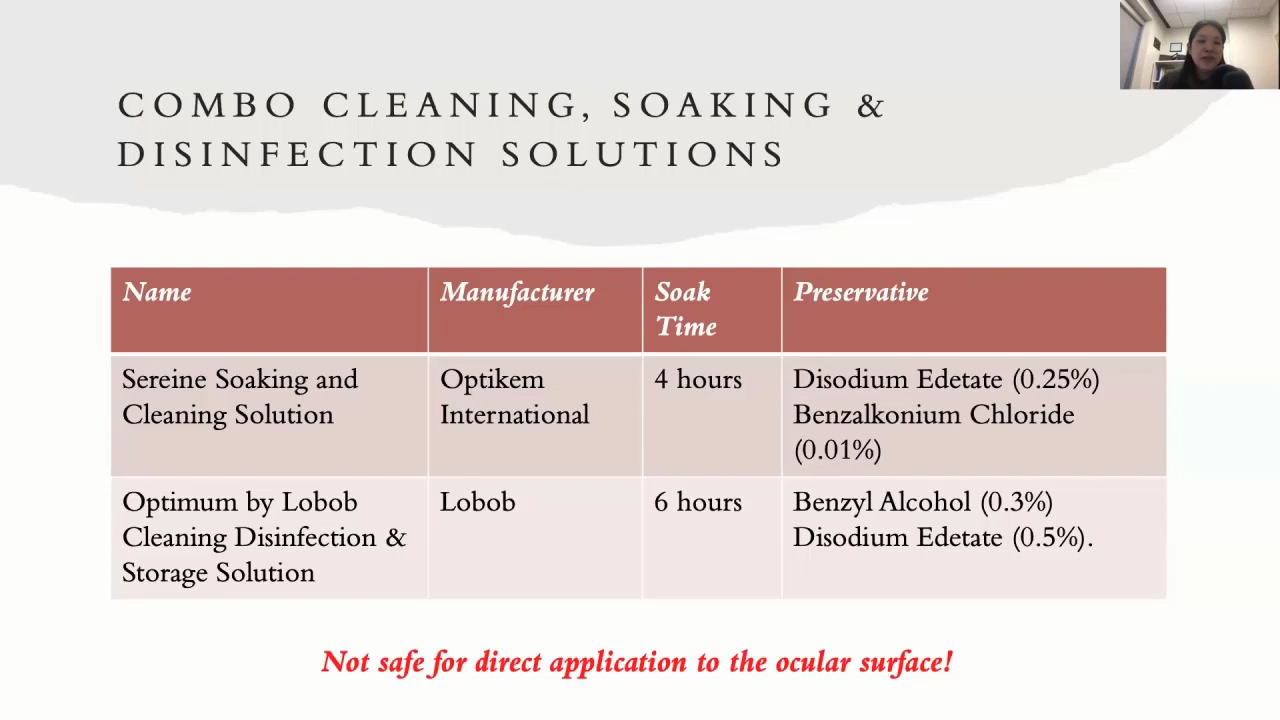 COMBO CLEANING, SOAKING &
DISINFECTION SOLUTIONS
Name
Manufacturer
Soak
Time
Preservative
Sereine Soaking and
Cleaning Solution
Optikem
International
4 hours
Disodium Edetate (0.25%)
Benzalkonium Chloride
(0.01%)
Optimum by Lobob
Cleaning Disinfection &
Storage Solution
Lobob
6 hours
Benzyl Alcohol (0.3%)
Disodium Edetate (0.5%).
Not safe for direct application to the ocular surface!